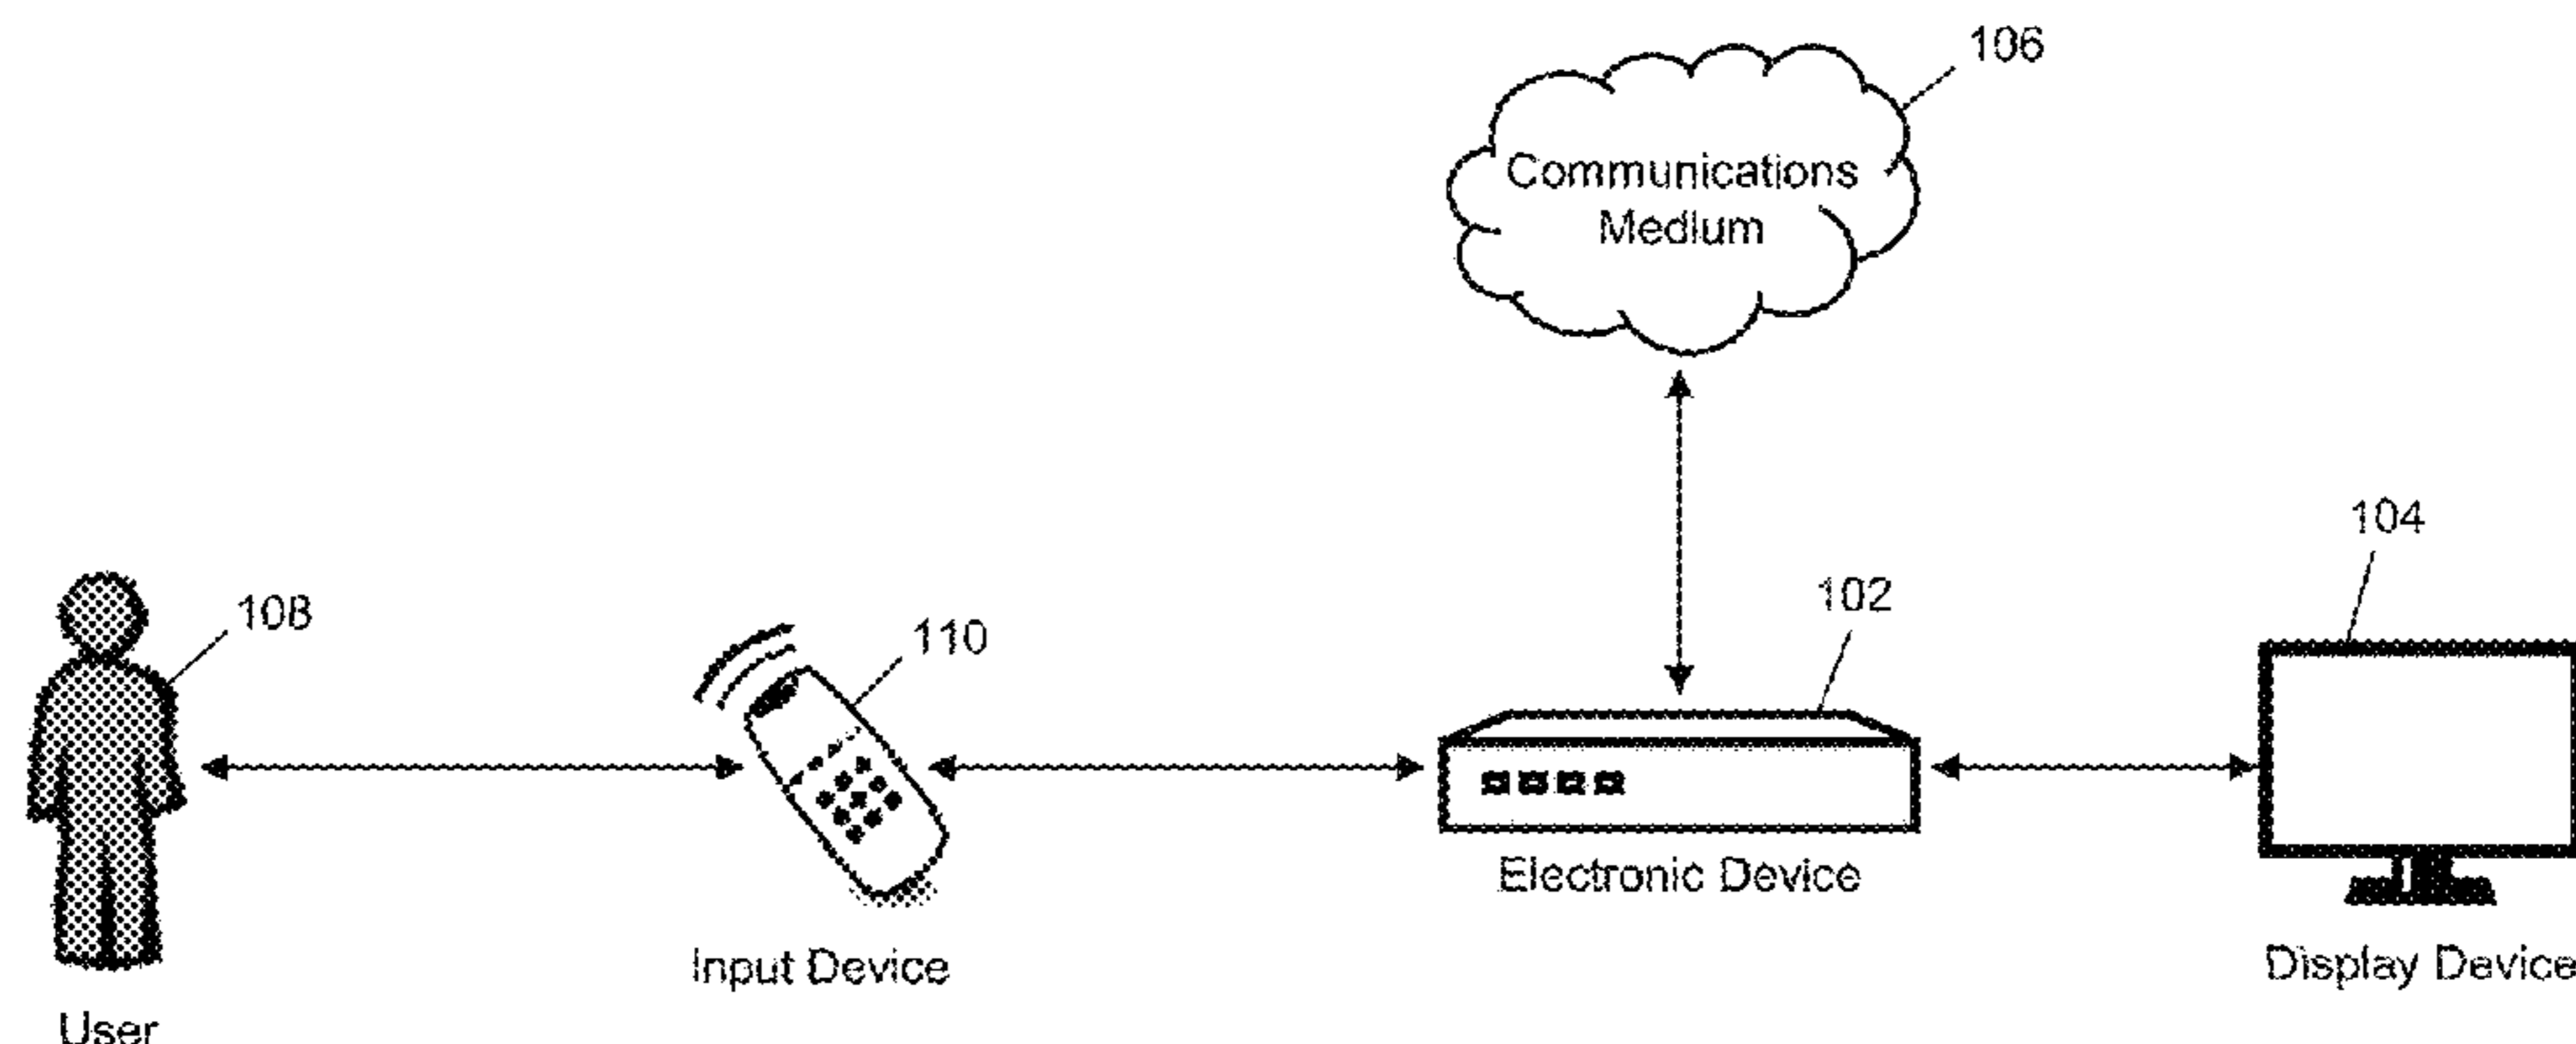 106
Communications
Medium
104
102
108
110
Electronic Device
Input Device
Display Device
User